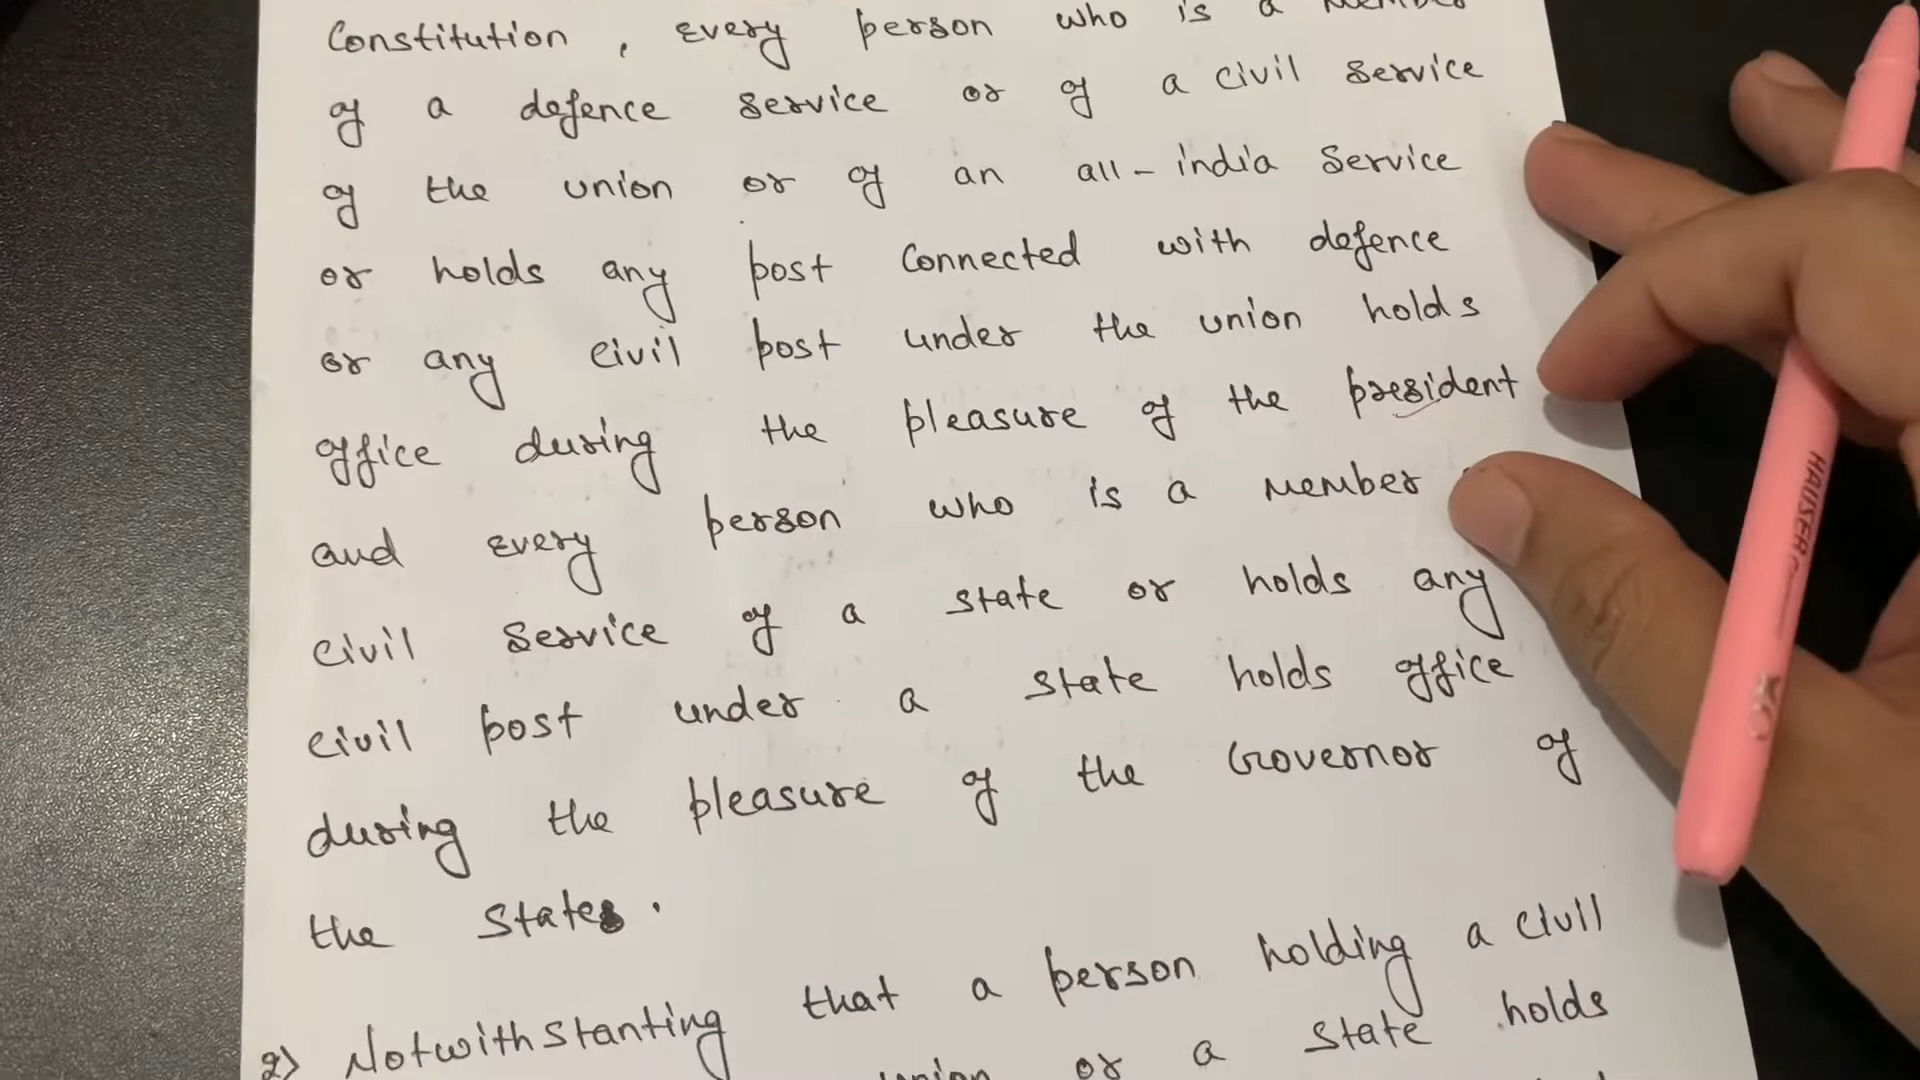 Constitution, Every person who is a Member
of a defence Service or of a civil Service
of the union or of an all-india Service
or holds any post Connected with defence
or any civil post under the union holds
office during the pleasure of the president
and Every person who is a Member
civil Service of a state or holds any
civil post under a state holds office
during the pleasure of the Governor of
the States.
2) Notwithstanting that a person holding a civil
union or a state holds
HAUSER
XO